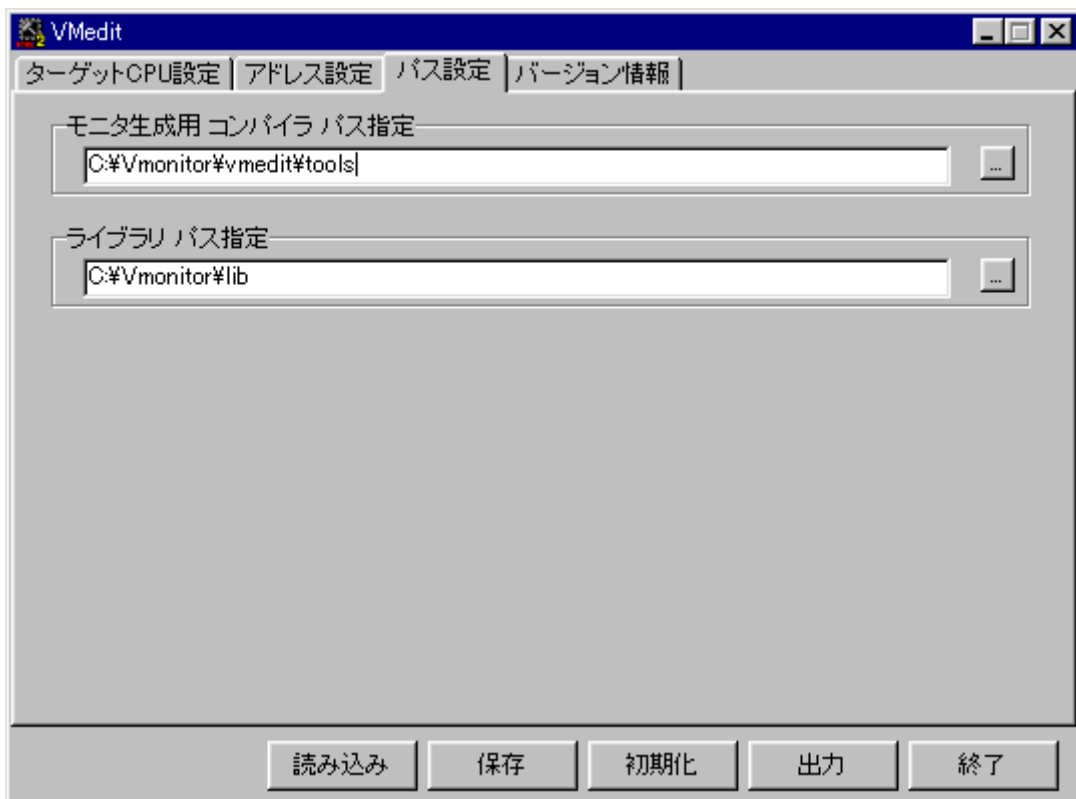 VMedit
ターゲットCPU設定 アドレス設定 パス設定 バージョン情報
モニタ生成用 コンパイラ パス指定
C:¥Vmonitor¥vmedit¥tools
...
ライブラリ パス指定
C:¥Vmonitor¥lib
...
読み込み 保存 初期化 出力 終了